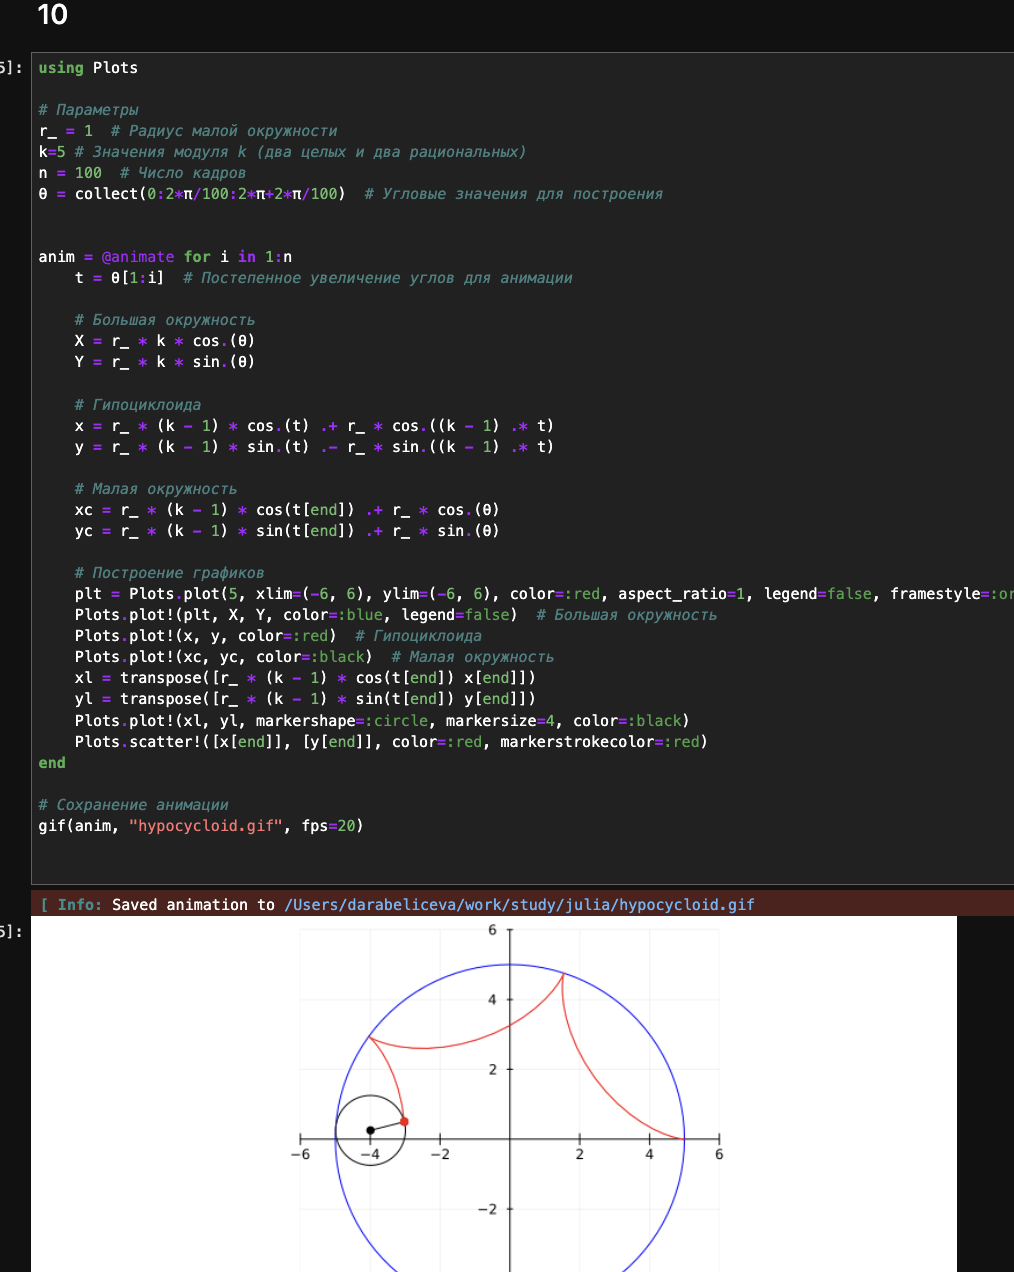 10
5]:
using Plots
# Параметры
r_ = 1  # Радиус малой окружности
k=5 # Значения модуля k (два целых и два рациональных)
n = 100  # Число кадров
θ = collect(0:2*π/100:2*π+2*π/100)  # Угловые значения для построения
anim = @animate for i in 1:n
    t = θ[1:i]  # Постепенное увеличение углов для анимации
    # Большая окружность
    X = r_ * k * cos.(θ)
    Y = r_ * k * sin.(θ)
    # Гипоциклоида
    x = r_ * (k - 1) * cos.(t) .+ r_ * cos.((k - 1) .* t)
    y = r_ * (k - 1) * sin.(t) .- r_ * sin.((k - 1) .* t)
    # Малая окружность
    xc = r_ * (k - 1) * cos(t[end]) .+ r_ * cos.(θ)
    yc = r_ * (k - 1) * sin(t[end]) .+ r_ * sin.(θ)
    # Построение графиков
    plt = Plots.plot(5, xlim=(-6, 6), ylim=(-6, 6), color=:red, aspect_ratio=1, legend=false, framestyle=:or
    Plots.plot!(plt, X, Y, color=:blue, legend=false)  # Большая окружность
    Plots.plot!(x, y, color=:red)  # Гипоциклоида
    Plots.plot!(xc, yc, color=:black)  # Малая окружность
    xl = transpose([r_ * (k - 1) * cos(t[end]) x[end]])
    yl = transpose([r_ * (k - 1) * sin(t[end]) y[end]])
    Plots.plot!(xl, yl, markershape=:circle, markersize=4, color=:black)
    Plots.scatter!([x[end]], [y[end]], color=:red, markerstrokecolor=:red)
end
# Сохранение анимации
gif(anim, "hypocycloid.gif", fps=20)
[ Info: Saved animation to /Users/darabeliceva/work/study/julia/hypocycloid.gif
5]:
6
4
2
−6 −4 −2 2 4 6
−2